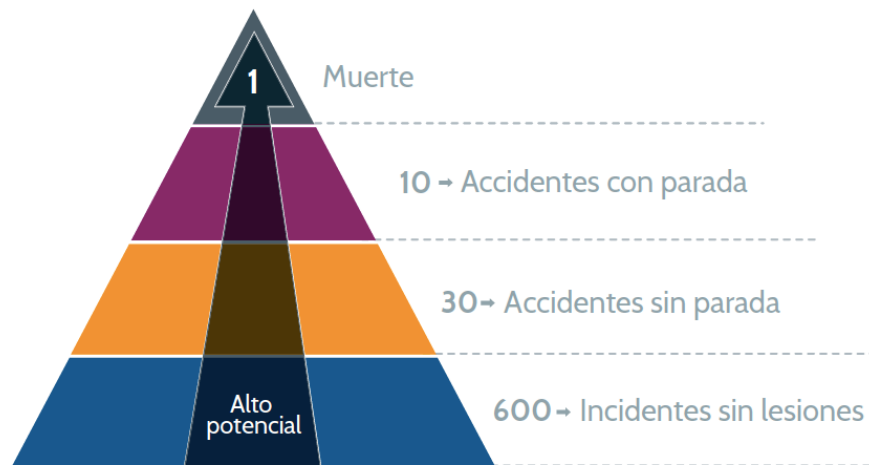 1 Muerte
10 → Accidentes con parada
30 → Accidentes sin parada
Alto
potencial
600 → Incidentes sin lesiones